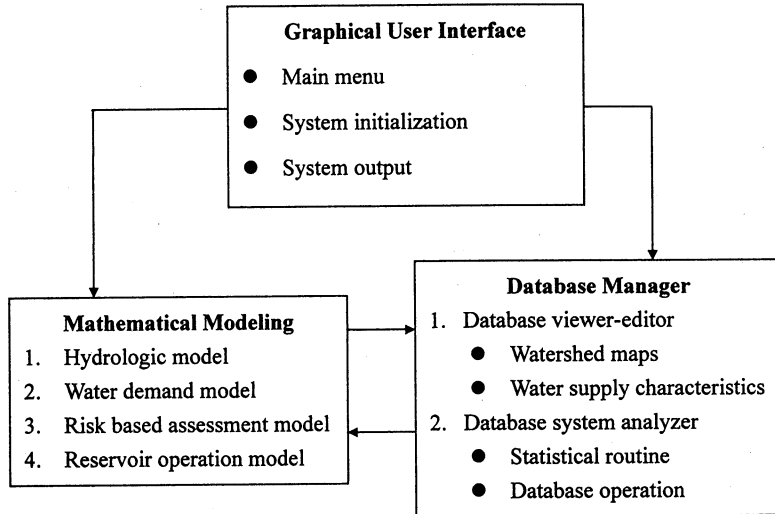 Graphical User Interface
● Main menu
● System initialization
● System output
Mathematical Modeling
1. Hydrologic model
2. Water demand model
3. Risk based assessment model
4. Reservoir operation model
Database Manager
1. Database viewer-editor
● Watershed maps
● Water supply characteristics
2. Database system analyzer
● Statistical routine
● Database operation